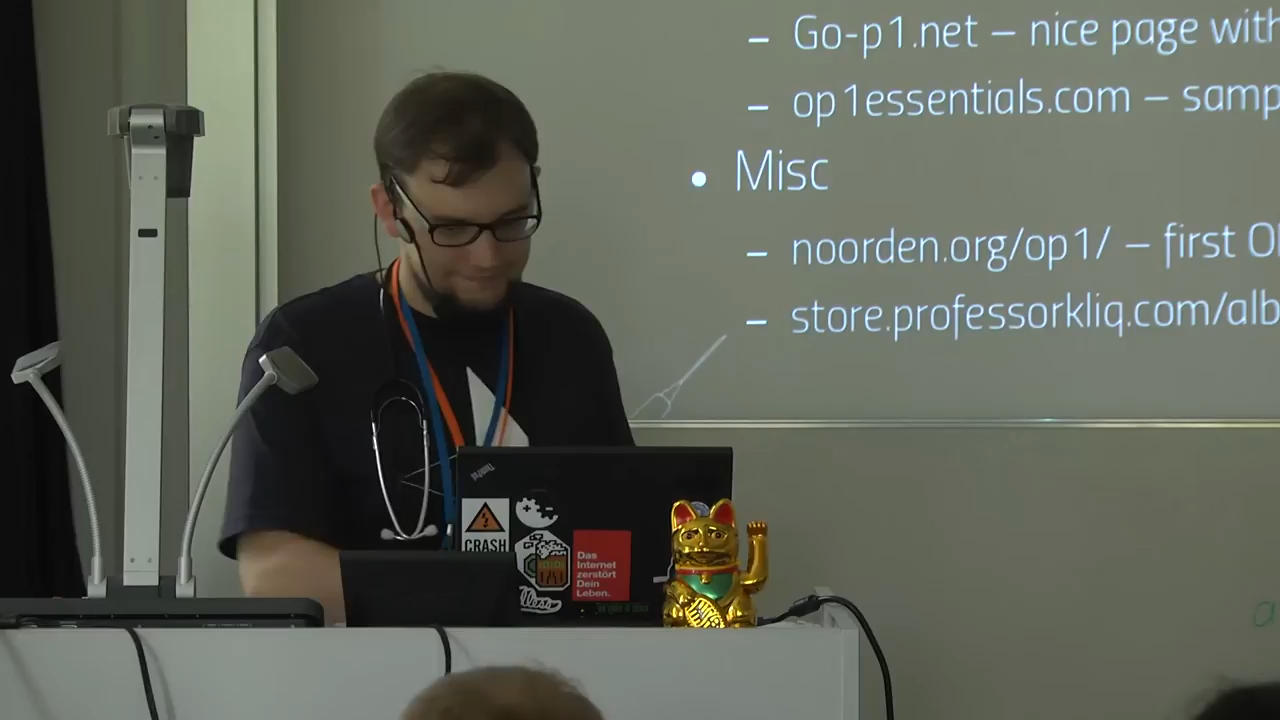 – Go-p1.net – nice page with
– op1essentials.com – samp
• Misc
– noorden.org/op1/ – first O
– store.professorkliq.com/alb
ThinkPad
CRASH
Das
Internet
zerstört
Dein
Leben.